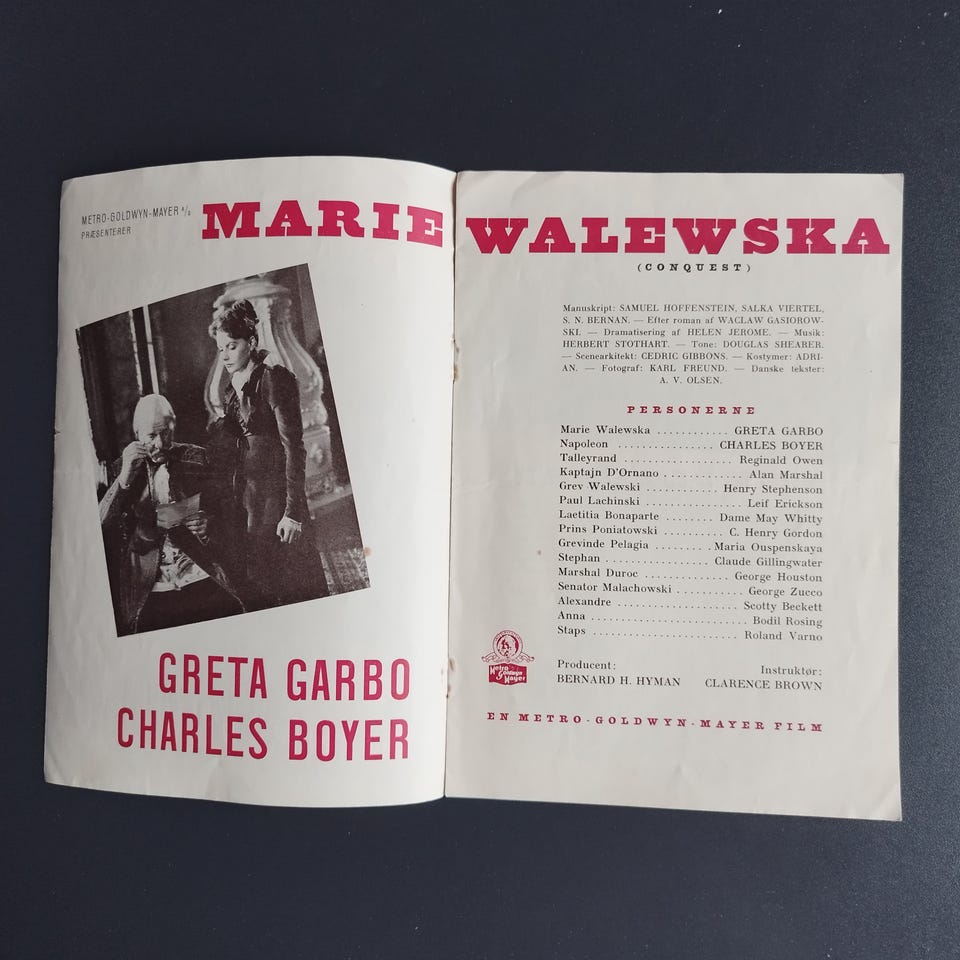 METRO-GOLDWYN-MAYER A/S
PRÆSENTERER
MARIE WALEWSKA
(CONQUEST)
GRETA GARBO
CHARLES BOYER
Manuskript: SAMUEL HOFFENSTEIN, SALKA VIERTEL,
S. N. BERNAN. — Efter roman af WACLAW GASIOROW-
SKI. — Dramatisering af HELEN JEROME. — Musik:
HERBERT STOTHART. — Tone: DOUGLAS SHEARER.
— Scenearkitekt: CEDRIC GIBBONS. — Kostymer: ADRI-
AN. — Fotograf: KARL FREUND. — Danske tekster:
A. V. OLSEN.
PERSONERNE
Marie Walewska ............ GRETA GARBO
Napoleon .............. CHARLES BOYER
Talleyrand ................. Reginald Owen
Kaptajn D'Ornano ............ Alan Marshal
Grev Walewski ........... Henry Stephenson
Paul Lachinski ............... Leif Erickson
Laetitia Bonaparte ........ Dame May Whitty
Prins Poniatowski .......... C. Henry Gordon
Grevinde Pelagia ......... Maria Ouspenskaya
Stephan ................. Claude Gillingwater
Marshal Duroc ............. George Houston
Senator Malachowski .......... George Zucco
Alexandre ................... Scotty Beckett
Anna ...................... Bodil Rosing
Staps ....................... Roland Varno
Metro
Goldwyn
Mayer
Producent:
BERNARD H. HYMAN
Instruktør:
CLARENCE BROWN
EN METRO-GOLDWYN-MAYER FILM